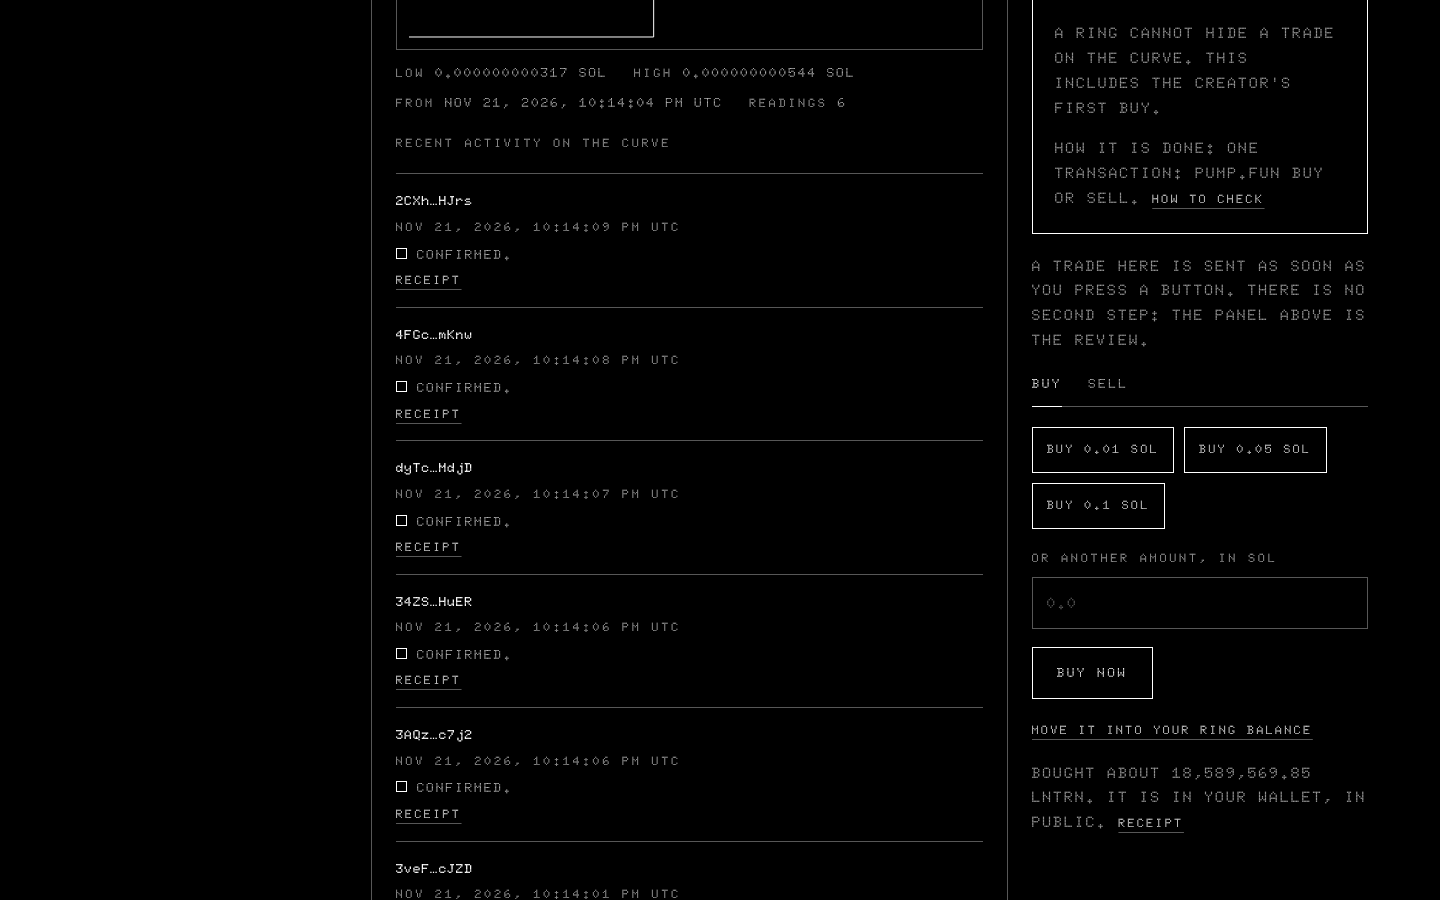 LOW 0.000000000317 SOL HIGH 0.000000000544 SOL
FROM NOV 21, 2026, 10:14:04 PM UTC READINGS 6
RECENT ACTIVITY ON THE CURVE
2CXh…HJrs
NOV 21, 2026, 10:14:09 PM UTC
CONFIRMED.
RECEIPT
4FGc…mKnw
NOV 21, 2026, 10:14:08 PM UTC
CONFIRMED.
RECEIPT
dyTc…MdjD
NOV 21, 2026, 10:14:07 PM UTC
CONFIRMED.
RECEIPT
34ZS…HuER
NOV 21, 2026, 10:14:06 PM UTC
CONFIRMED.
RECEIPT
3AQz…c7j2
NOV 21, 2026, 10:14:06 PM UTC
CONFIRMED.
RECEIPT
3veF…cJZD
NOV 21, 2026, 10:14:01 PM UTC
A RING CANNOT HIDE A TRADE
ON THE CURVE. THIS
INCLUDES THE CREATOR'S
FIRST BUY.
HOW IT IS DONE: ONE
TRANSACTION: PUMP.FUN BUY
OR SELL. HOW TO CHECK
A TRADE HERE IS SENT AS SOON AS
YOU PRESS A BUTTON. THERE IS NO
SECOND STEP: THE PANEL ABOVE IS
THE REVIEW.
BUY SELL
BUY 0.01 SOL BUY 0.05 SOL
BUY 0.1 SOL
OR ANOTHER AMOUNT, IN SOL
0.0
BUY NOW
MOVE IT INTO YOUR RING BALANCE
BOUGHT ABOUT 18,589,569.85
LNTRN. IT IS IN YOUR WALLET, IN
PUBLIC. RECEIPT